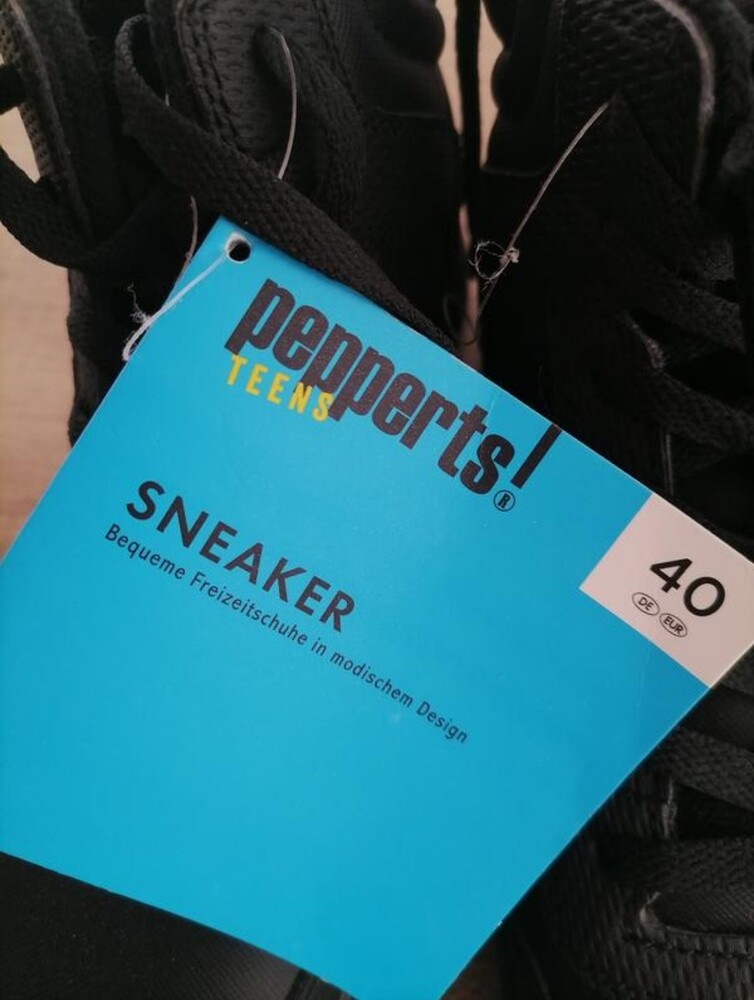 pepperts!®
TEENS
SNEAKER
Bequeme Freizeitschuhe in modischem Design
40
DE EUR